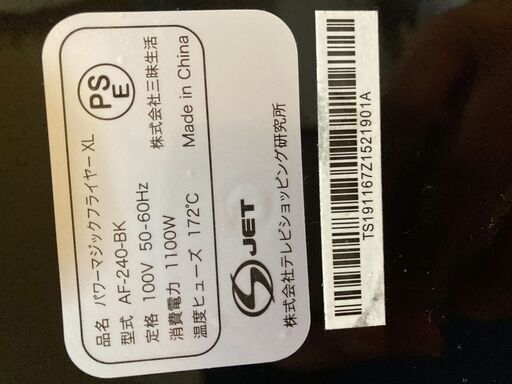 品名 パワーマジックフライヤーXL
型式 AF-240-BK
定格 100V 50-60Hz
消費電力 1100W
温度ヒューズ 172℃
株式会社三昧生活
Made in China
PS
E
JET
株式会社テレビショッピング研究所
TS191167Z1521901A